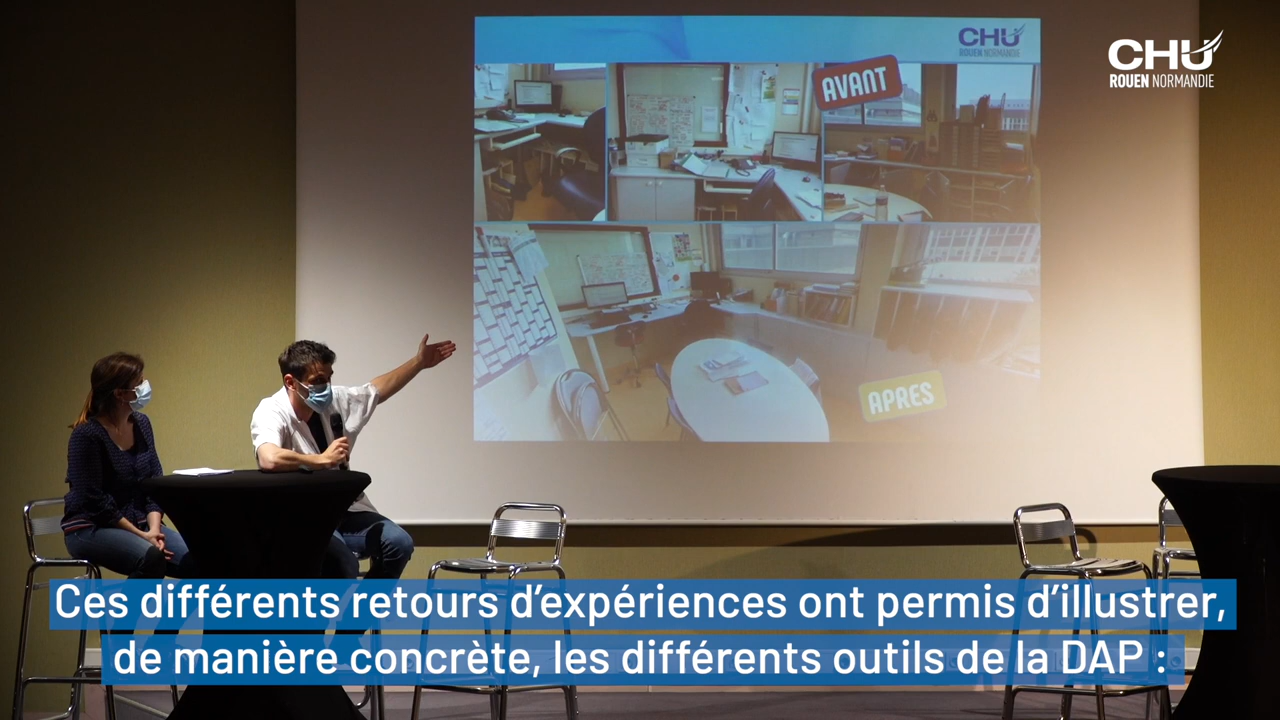 CHU
ROUEN NORMANDIE
AVANT
CHU
ROUEN NORMANDIE
APRES
Ces différents retours d’expériences ont permis d’illustrer,
de manière concrète, les différents outils de la DAP :